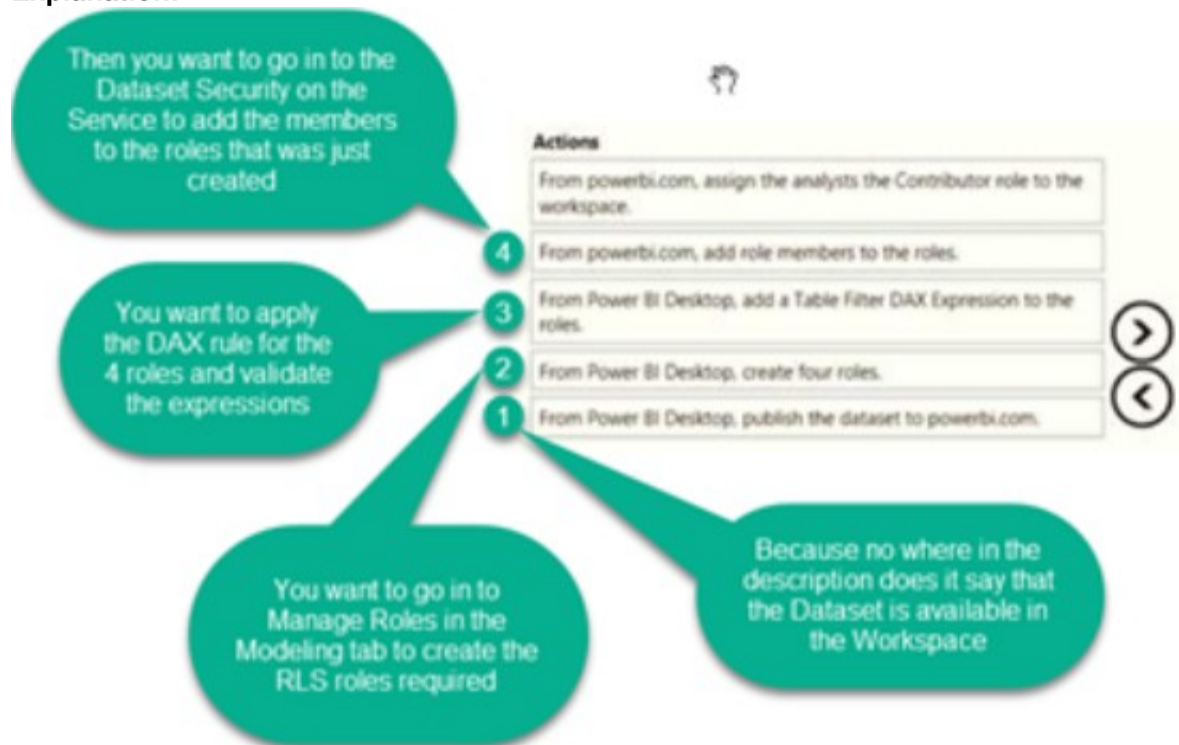 Explanation:
Then you want to go in to the
Dataset Security on the
Service to add the members
to the roles that was just
created
Actions
From powerbi.com, assign the analysts the Contributor role to the
workspace.
4
From powerbi.com, add role members to the roles.
You want to apply
the DAX rule for the
4 roles and validate
the expressions
3
From Power BI Desktop, add a Table Filter DAX Expression to the
roles.
2
From Power BI Desktop, create four roles.
1
From Power BI Desktop, publish the dataset to powerbi.com.
You want to go in to
Manage Roles in the
Modeling tab to create the
RLS roles required
Because no where in the
description does it say that
the Dataset is available in
the Workspace